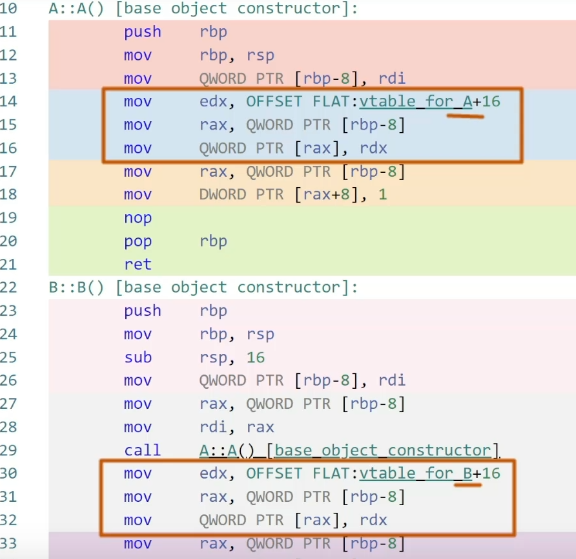 10 A::A() [base object constructor]:
11 push rbp
12 mov rbp, rsp
13 mov QWORD PTR [rbp-8], rdi
14 mov edx, OFFSET FLAT:vtable for A+16
15 mov rax, QWORD PTR [rbp-8]
16 mov QWORD PTR [rax], rdx
17 mov rax, QWORD PTR [rbp-8]
18 mov DWORD PTR [rax+8], 1
19 nop
20 pop rbp
21 ret
22 B::B() [base object constructor]:
23 push rbp
24 mov rbp, rsp
25 sub rsp, 16
26 mov QWORD PTR [rbp-8], rdi
27 mov rax, QWORD PTR [rbp-8]
28 mov rdi, rax
29 call A::A() [base object constructor]
30 mov edx, OFFSET FLAT:vtable for B+16
31 mov rax, QWORD PTR [rbp-8]
32 mov QWORD PTR [rax], rdx
33 mov rax, QWORD PTR [rbp-8]